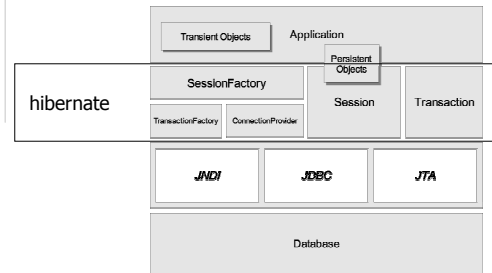 Transient Objects
Application
Persistent
Objects
hibernate
SessionFactory
Session
Transaction
TransactionFactory
ConnectionProvider
JNDI
JDBC
JTA
Database